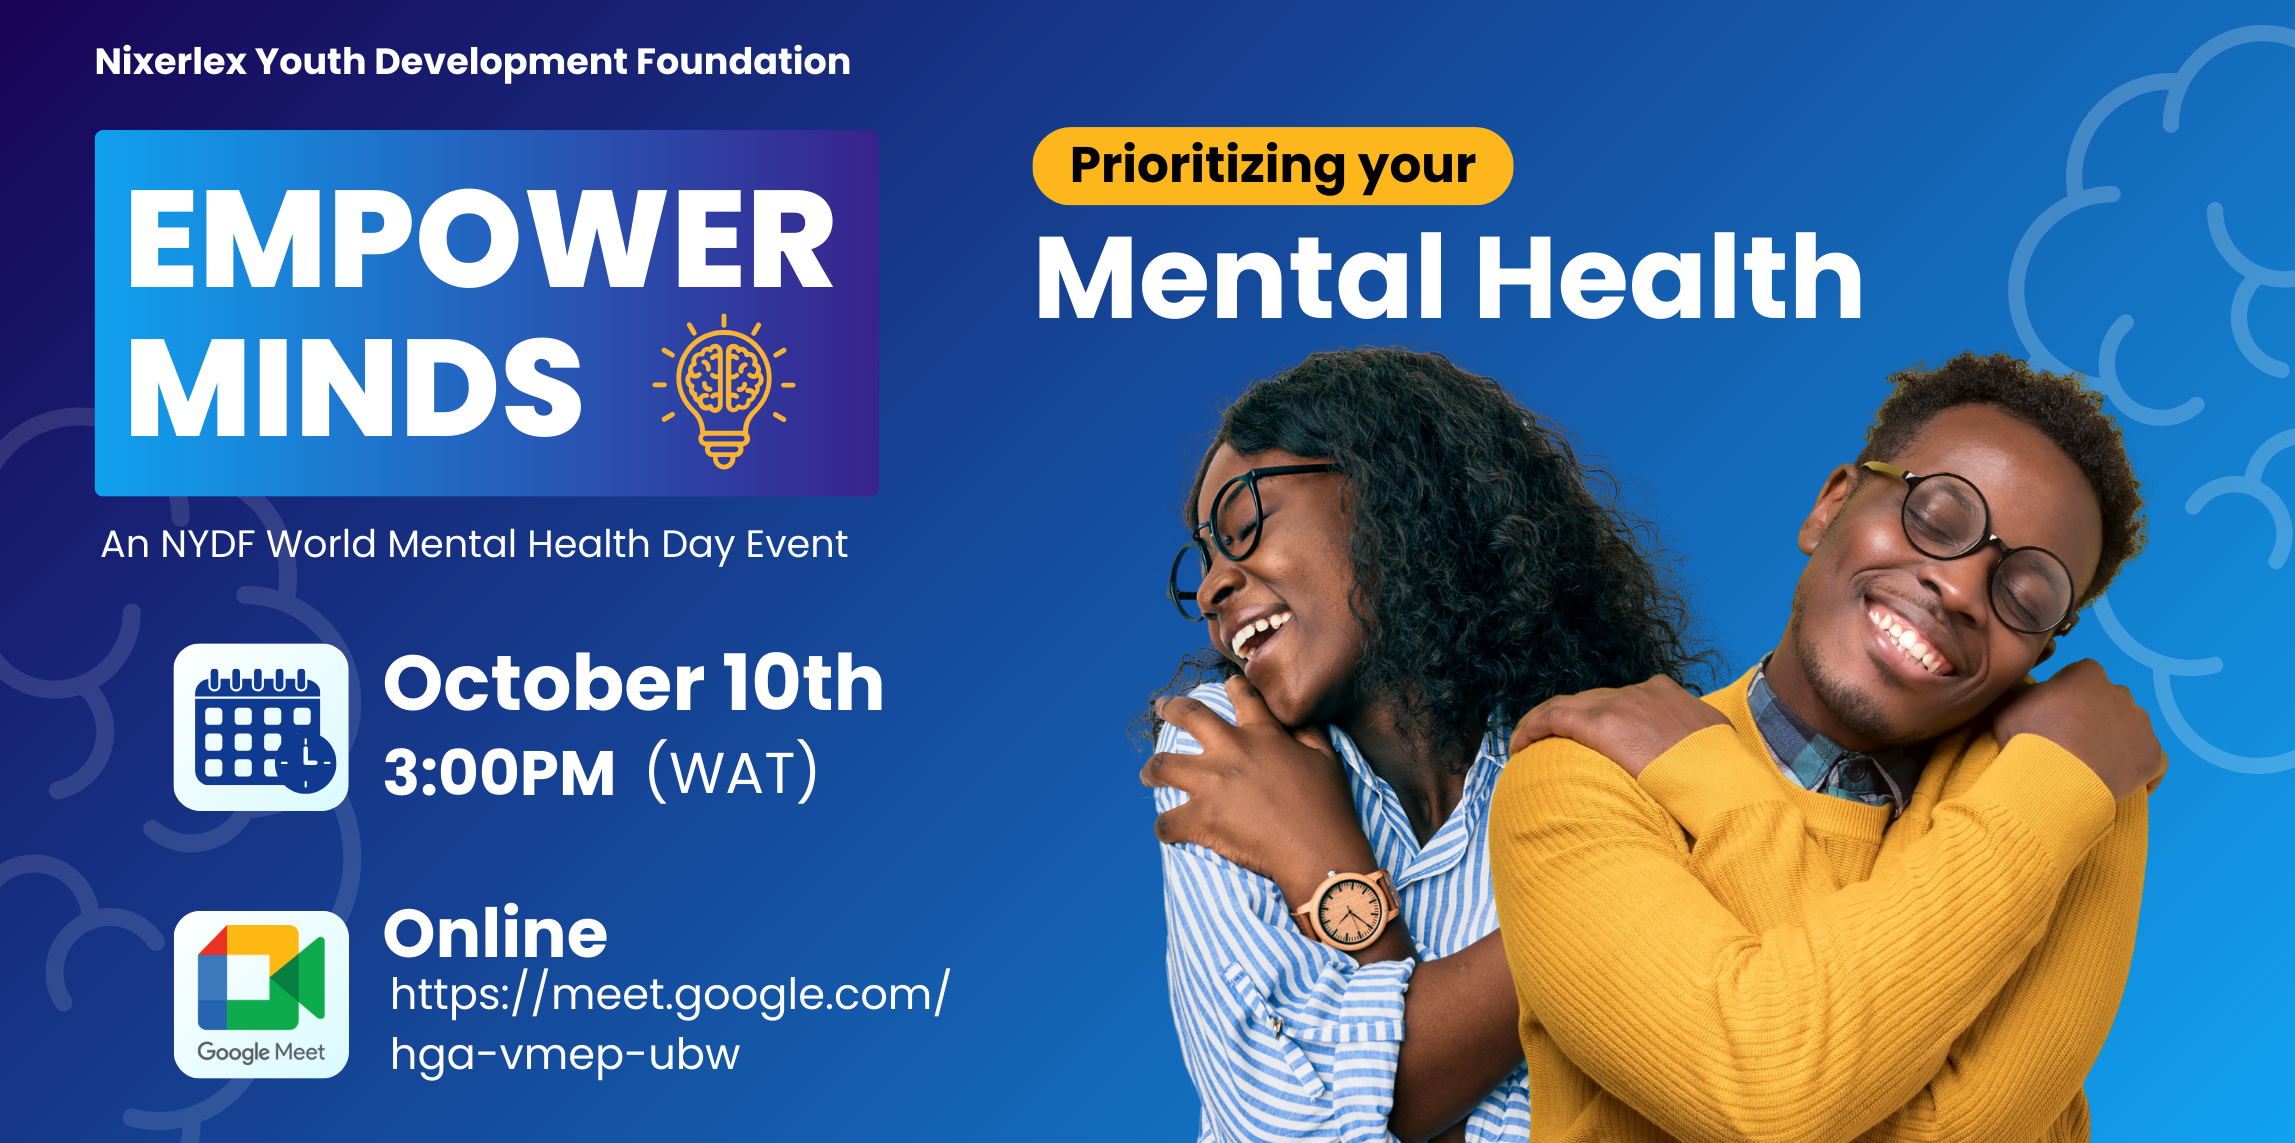 Nixerlex Youth Development Foundation
EMPOWER
MINDS
An NYDF World Mental Health Day Event
October 10th
3:00PM (WAT)
Online
https://meet.google.com/
hga-vmep-ubw
Google Meet
Prioritizing your
Mental Health